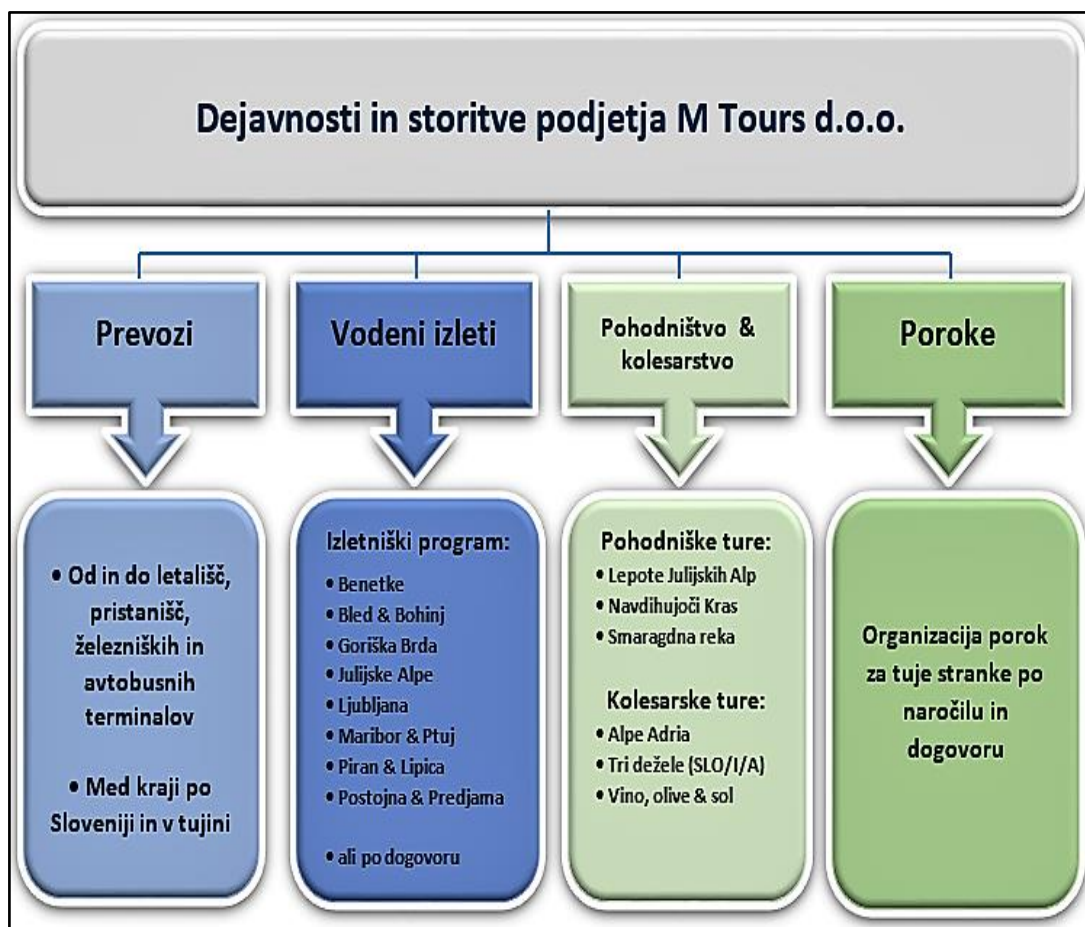 Dejavnosti in storitve podjetja M Tours d.o.o.
Prevozi
• Od in do letališč,
pristanišč,
železniških in
avtobusnih
terminalov
• Med kraji po
Sloveniji in v tujini
Vodeni izleti
Izletniški program:
• Benetke
• Bled & Bohinj
• Goriška Brda
• Julijske Alpe
• Ljubljana
• Maribor & Ptuj
• Piran & Lipica
• Postojna & Predjama
• ali po dogovoru
Pohodništvo &
kolesarstvo
Pohodniške ture:
• Lepote Julijskih Alp
• Navdihujoči Kras
• Smaragdna reka
Kolesarske ture:
• Alpe Adria
• Tri dežele (SLO/I/A)
• Vino, olive & sol
Poroke
Organizacija porok
za tuje stranke po
naročilu in
dogovoru